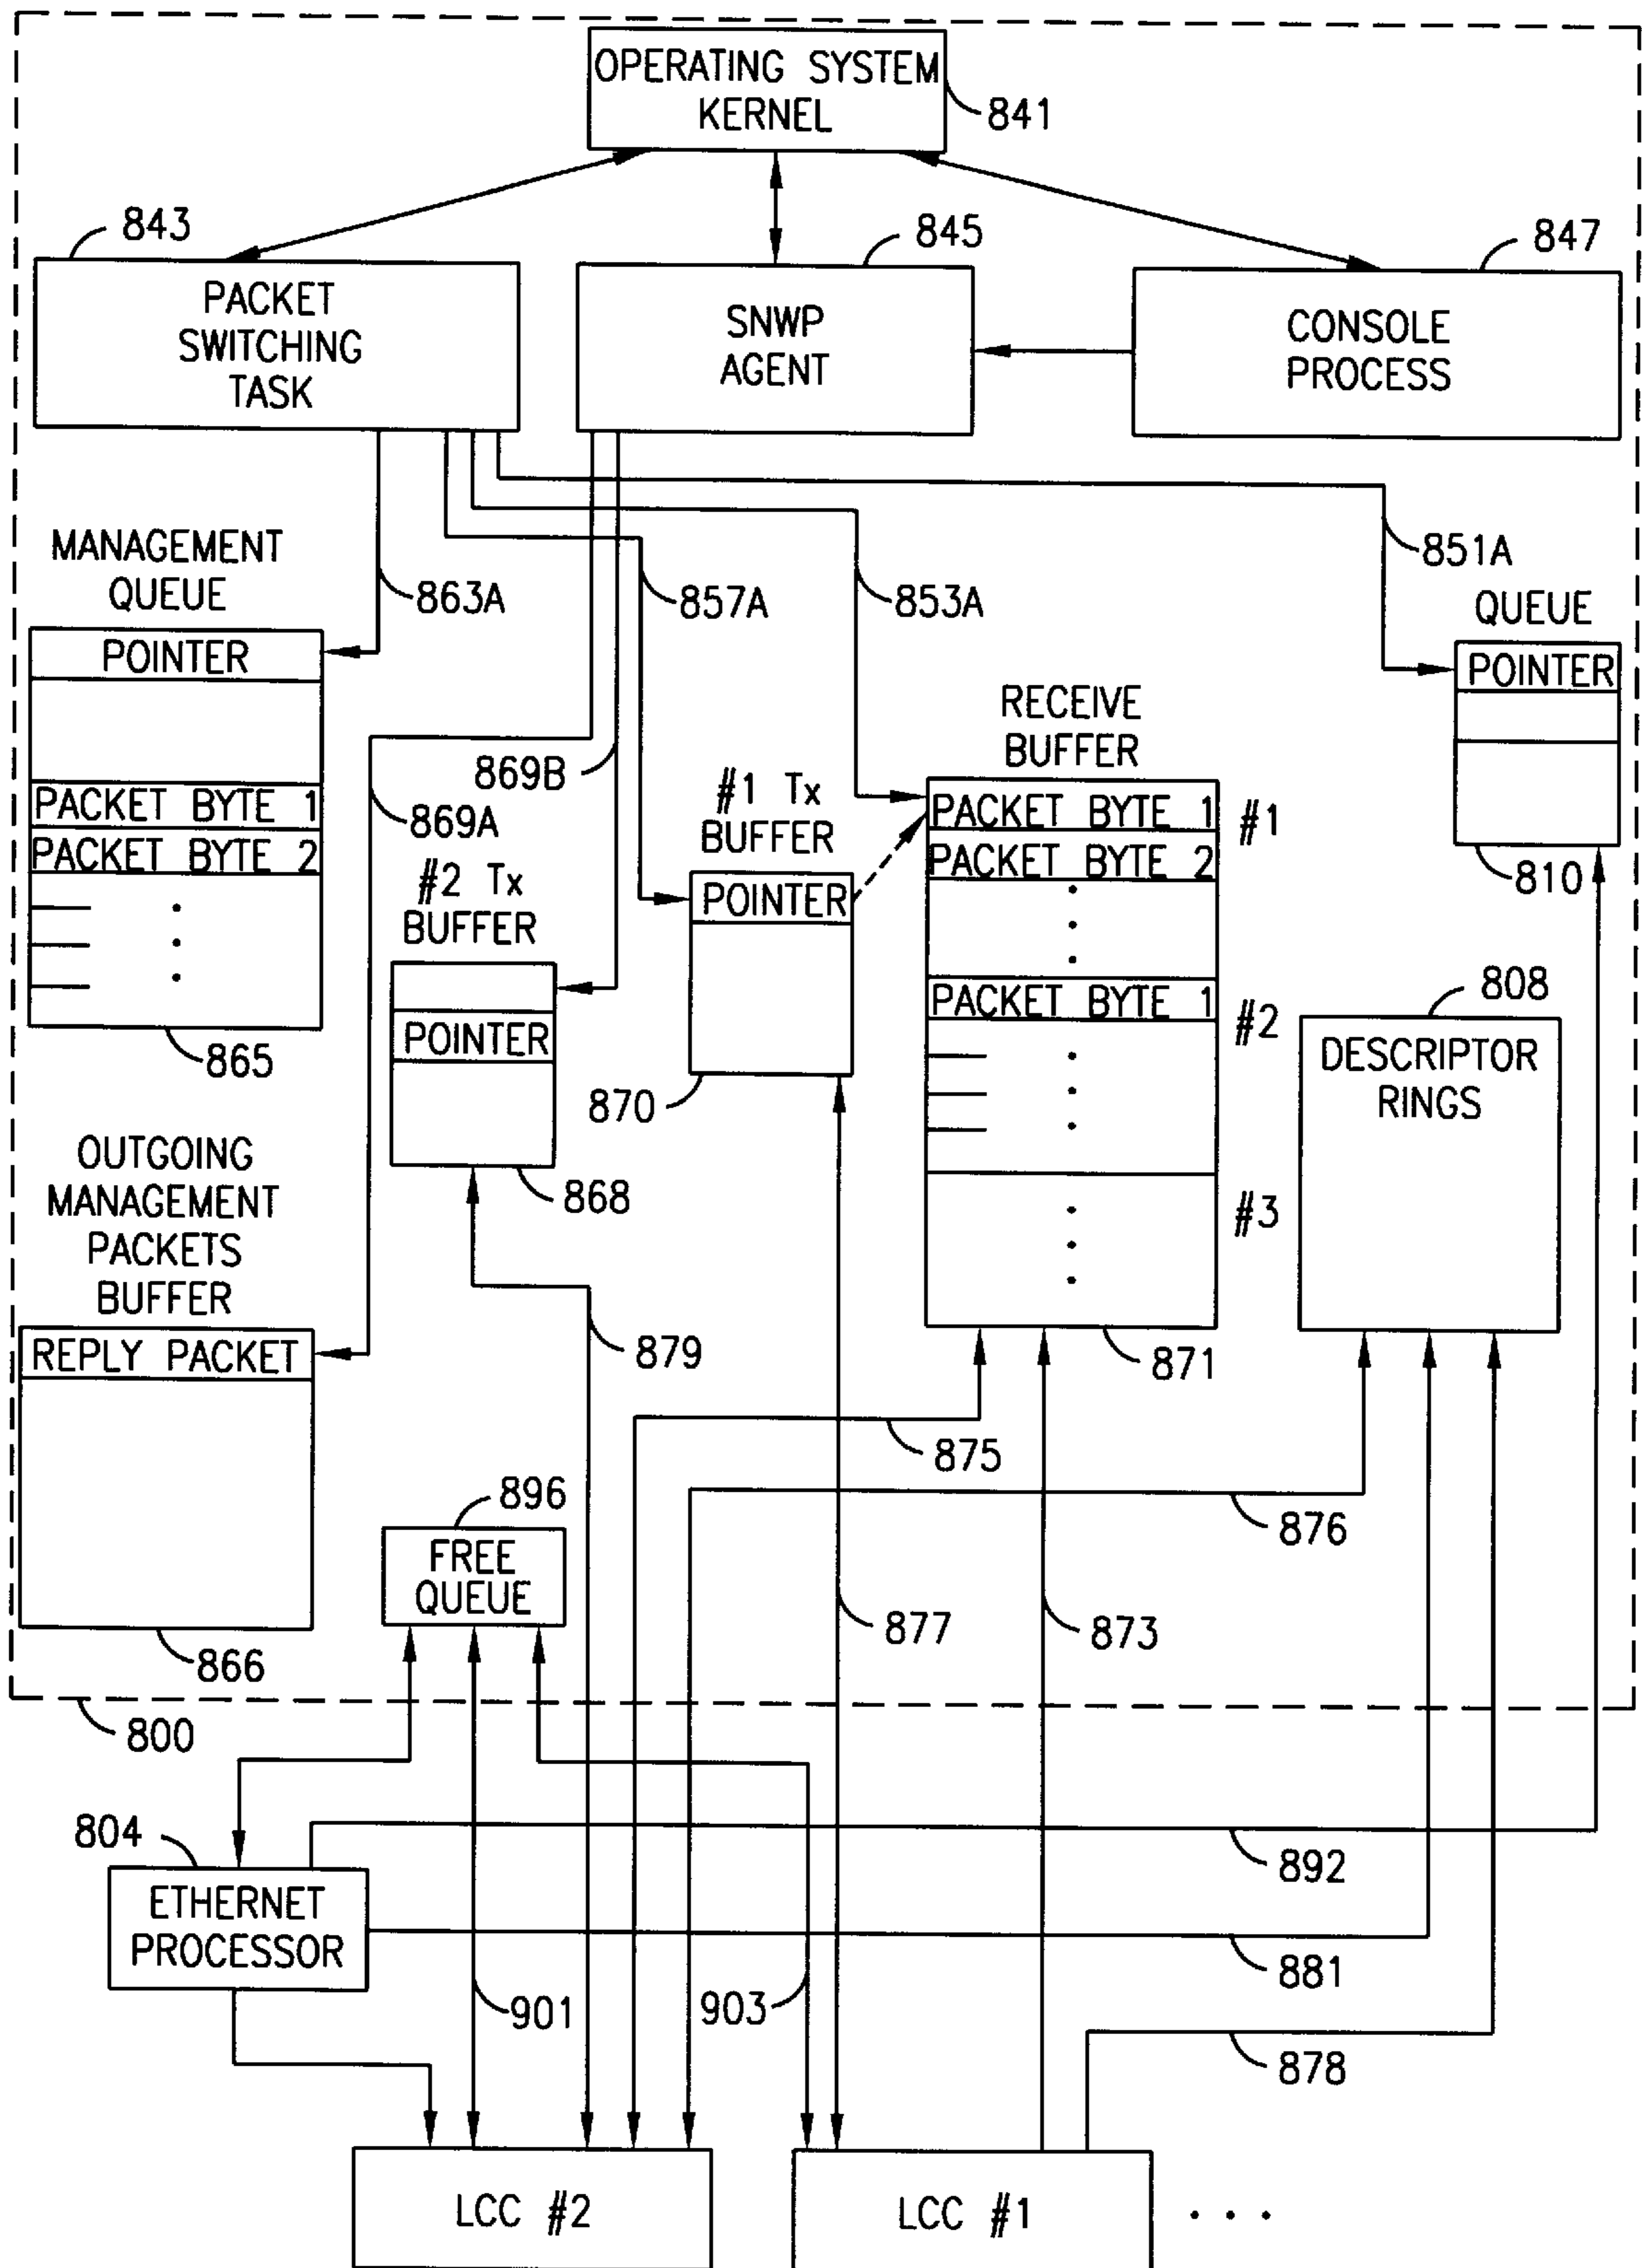 OPERATING SYSTEM
KERNEL
841
843
845
847
PACKET
SWITCHING
TASK
SNWP
AGENT
CONSOLE
PROCESS
MANAGEMENT
QUEUE
863A
857A
853A
851A
QUEUE
POINTER
POINTER
RECEIVE
BUFFER
869B
869A
#1 Tx
BUFFER
PACKET BYTE 1
PACKET BYTE 2
PACKET BYTE 1
#1
PACKET BYTE 2
810
#2 Tx
BUFFER
POINTER
PACKET BYTE 1
#2
808
DESCRIPTOR
RINGS
POINTER
865
870
OUTGOING
MANAGEMENT
PACKETS
BUFFER
868
#3
REPLY PACKET
879
871
875
896
876
FREE
QUEUE
877
873
866
800
804
892
ETHERNET
PROCESSOR
881
901
903
878
LCC #2
LCC #1
. . .